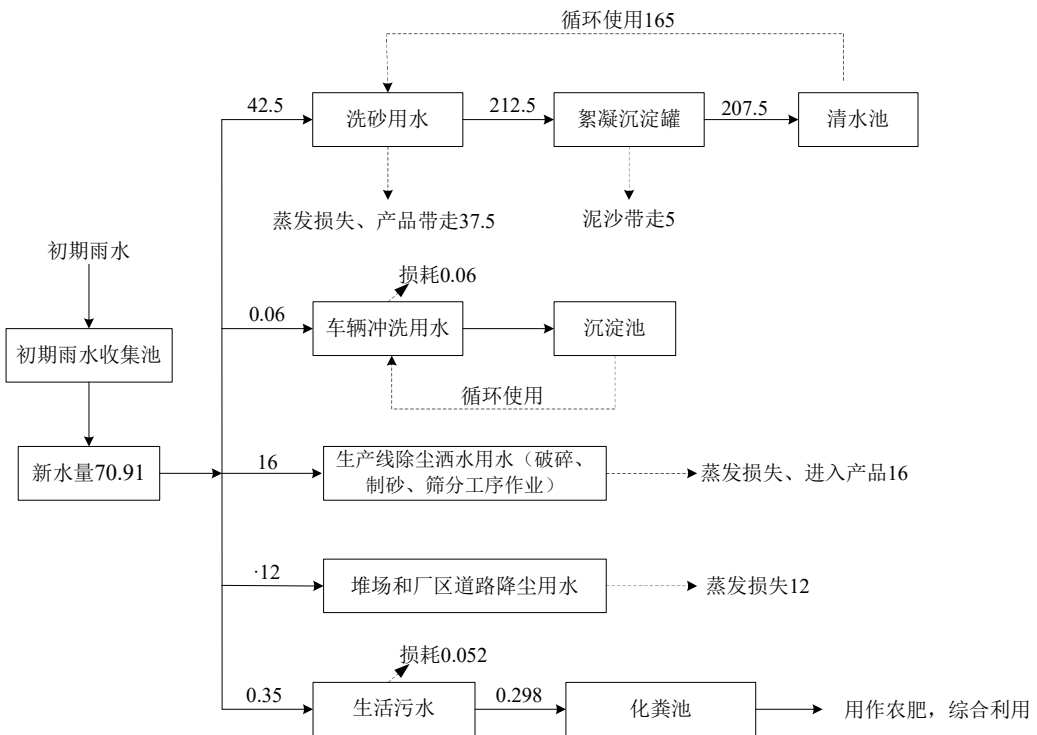 循环使用165
42.5
洗砂用水
212.5
絮凝沉淀罐
207.5
清水池
蒸发损失、产品带走37.5
泥沙带走5
初期雨水
损耗0.06
0.06
车辆冲洗用水
沉淀池
初期雨水收集池
循环使用
新水量70.91
16
生产线除尘洒水用水（破碎、
制砂、筛分工序作业）
蒸发损失、进入产品16
·12
堆场和厂区道路降尘用水
蒸发损失12
损耗0.052
0.35
生活污水
0.298
化粪池
用作农肥，综合利用